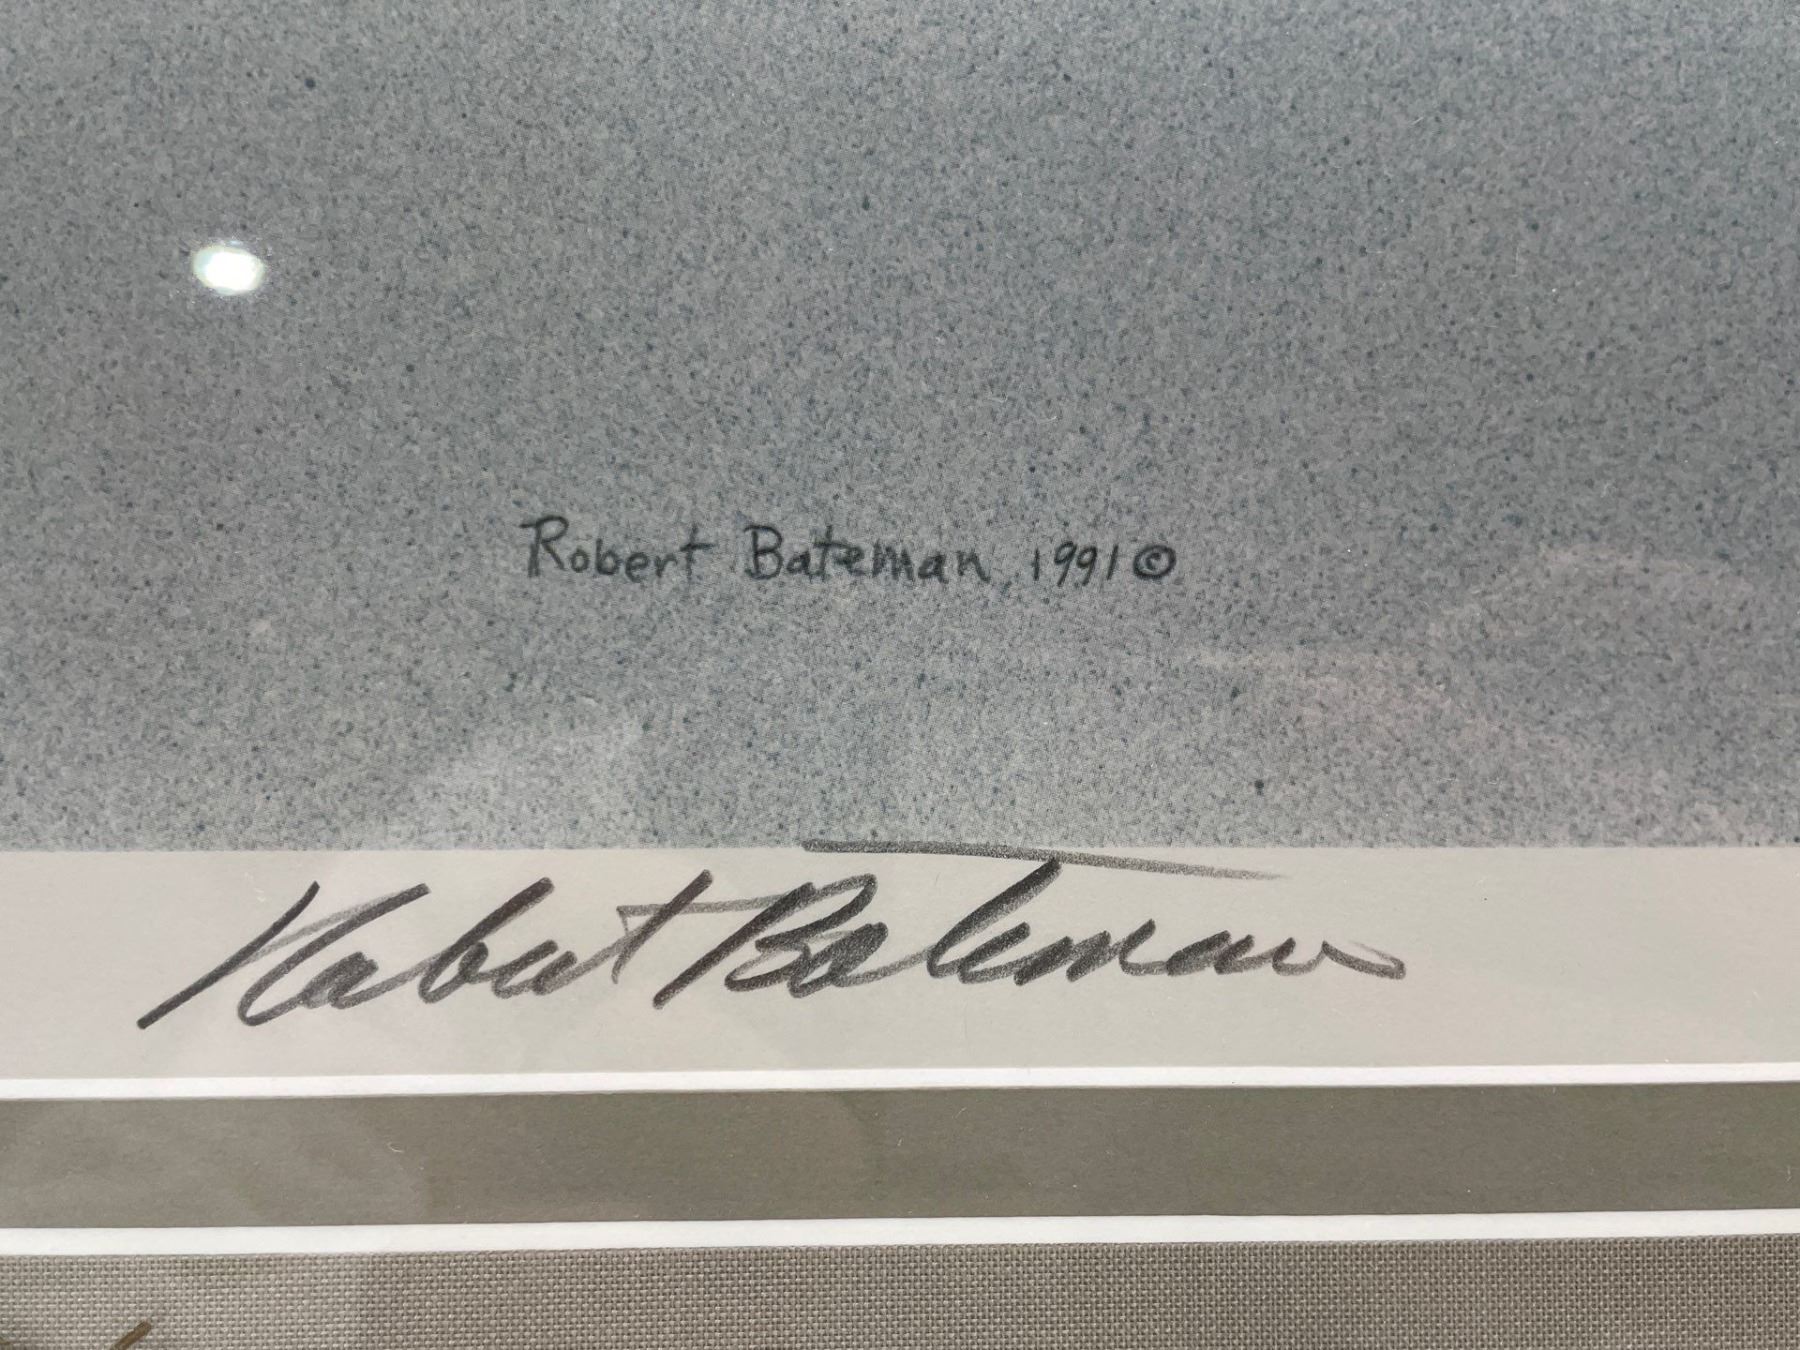 Robert Bateman, 1991 ©
Robert Bateman